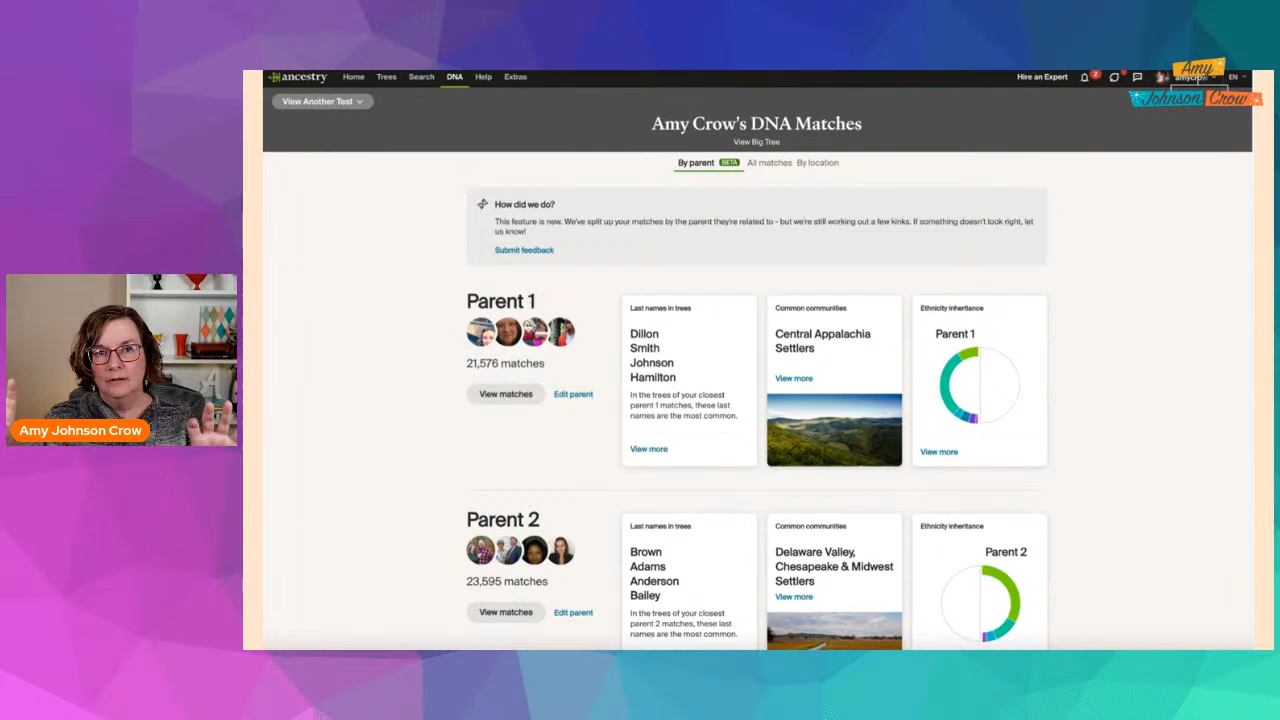 ancestry
Home Trees Search DNA Help Extras
Hire an Expert
2
EN
Amy
Johnson Crow
View Another Test
Amy Crow's DNA Matches
View Big Tree
By parent BETA All matches By location
How did we do?
This feature is new. We've split up your matches by the parent they're related to - but we're still working out a few kinks. If something doesn't look right, let
us know!
Submit feedback
Parent 1
21,576 matches
View matches Edit parent
Last names in trees
Dillon
Smith
Johnson
Hamilton
In the trees of your closest
parent 1 matches, these last
names are the most common.
View more
Common communities
Central Appalachia
Settlers
View more
Ethnicity inheritance
Parent 1
View more
Amy Johnson Crow
Parent 2
23,595 matches
View matches Edit parent
Last names in trees
Brown
Adams
Anderson
Bailey
In the trees of your closest
parent 2 matches, these last
names are the most common.
Common communities
Delaware Valley,
Chesapeake & Midwest
Settlers
View more
Ethnicity inheritance
Parent 2